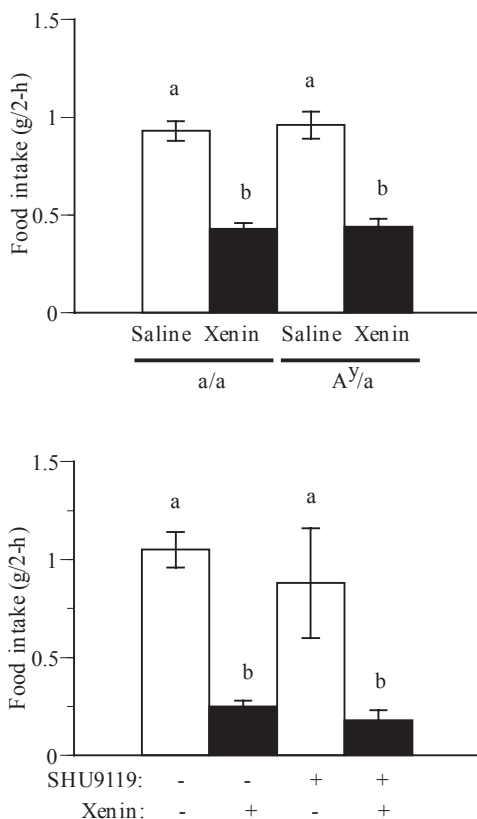 1.5
a
a
1
b
b
0.5
0
Food intake (g/2-h)
Saline Xenin Saline Xenin
a/a Aʸ/a
1.5
a
a
1
b
b
0.5
0
Food intake (g/2-h)
SHU9119: - - + +
Xenin: - + - +